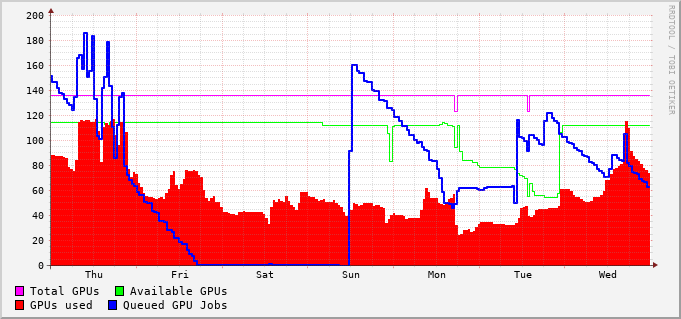 200
180
160
140
120
100
80
60
40
20
0
Thu Fri Sat Sun Mon Tue Wed
RRDTOOL / TOBI OETIKER
Total GPUs Available GPUs
GPUs used Queued GPU Jobs